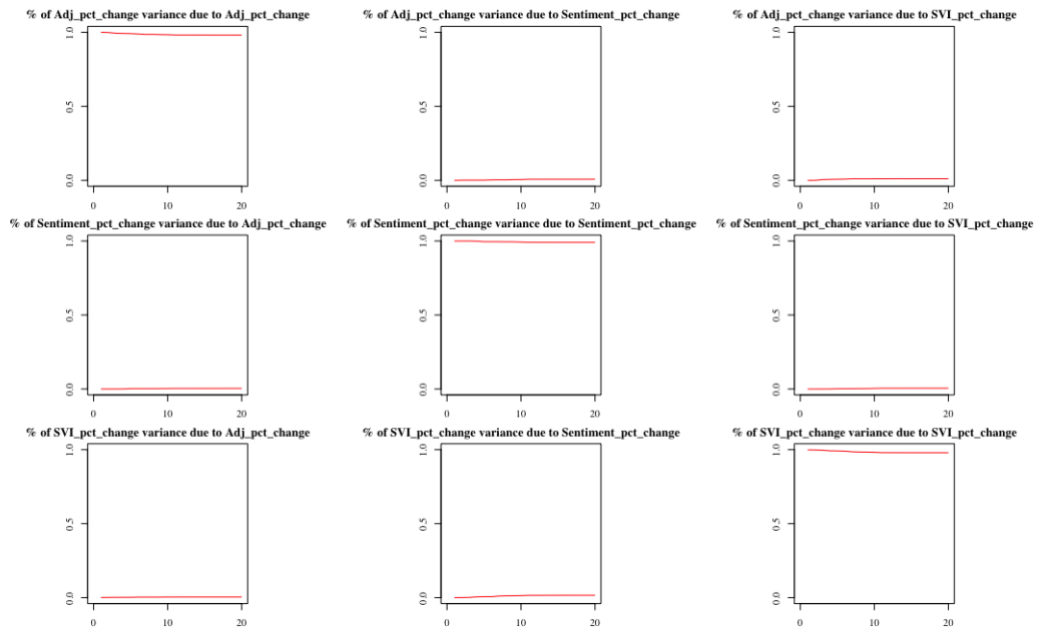 % of Adj_pct_change variance due to Adj_pct_change
% of Adj_pct_change variance due to Sentiment_pct_change
% of Adj_pct_change variance due to SVI_pct_change
1.0
0.5
0.0
0 10 20
1.0
0.5
0.0
0 10 20
1.0
0.5
0.0
0 10 20
% of Sentiment_pct_change variance due to Adj_pct_change
% of Sentiment_pct_change variance due to Sentiment_pct_change
% of Sentiment_pct_change variance due to SVI_pct_change
1.0
0.5
0.0
0 10 20
1.0
0.5
0.0
0 10 20
1.0
0.5
0.0
0 10 20
% of SVI_pct_change variance due to Adj_pct_change
% of SVI_pct_change variance due to Sentiment_pct_change
% of SVI_pct_change variance due to SVI_pct_change
1.0
0.5
0.0
0 10 20
1.0
0.5
0.0
0 10 20
1.0
0.5
0.0
0 10 20